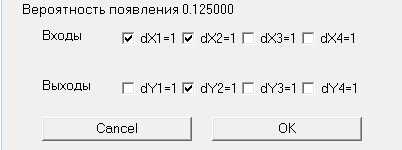 Вероятность появления 0.125000
Входы dX1=1 dX2=1 dX3=1 dX4=1
Выходы dY1=1 dY2=1 dY3=1 dY4=1
Cancel OK